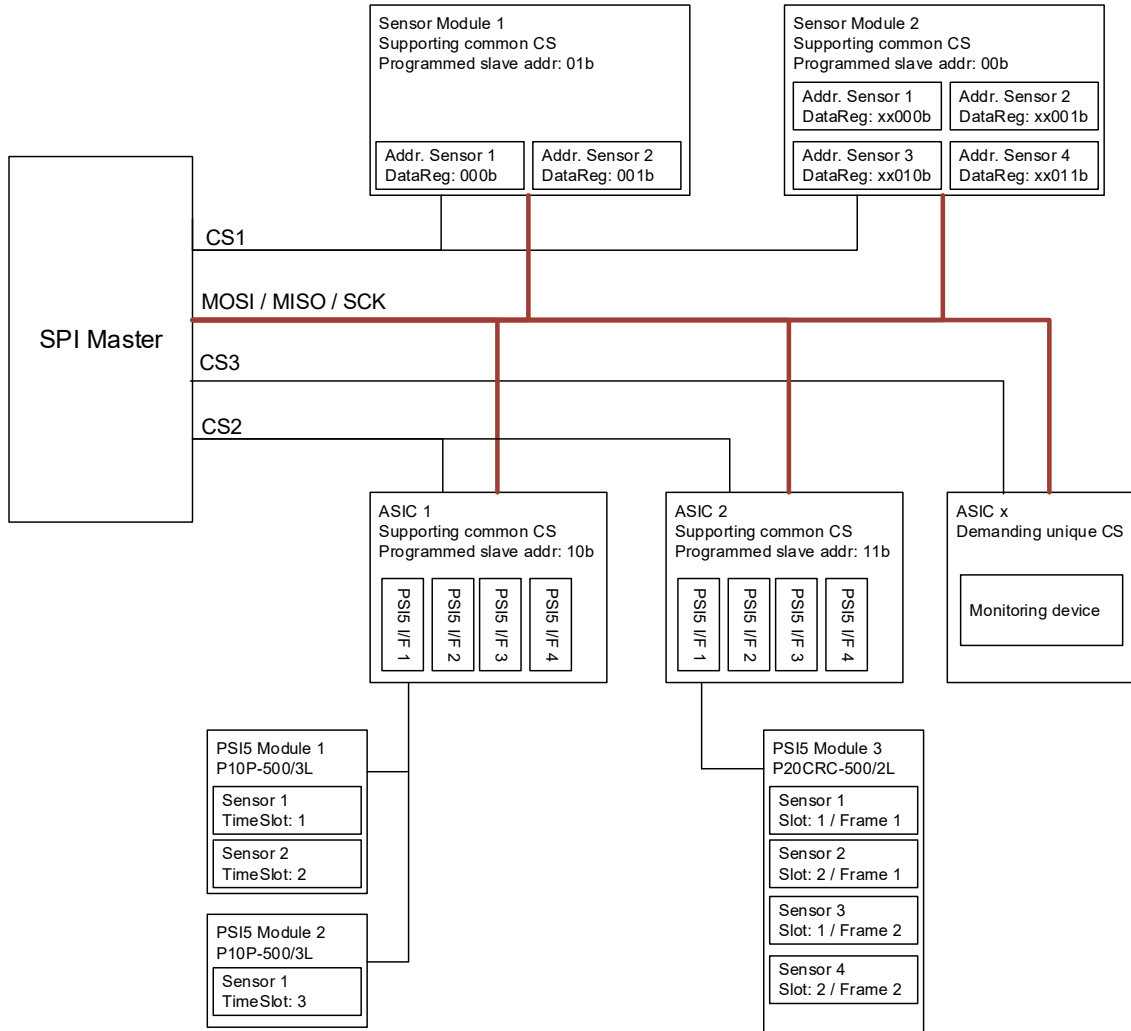 Sensor Module 1
Supporting common CS
Programmed slave addr: 01b
Addr. Sensor 1
DataReg: 000b
Addr. Sensor 2
DataReg: 001b
Sensor Module 2
Supporting common CS
Programmed slave addr: 00b
Addr. Sensor 1
DataReg: xx000b
Addr. Sensor 2
DataReg: xx001b
Addr. Sensor 3
DataReg: xx010b
Addr. Sensor 4
DataReg: xx011b
SPI Master
CS1
MOSI / MISO / SCK
CS3
CS2
ASIC 1
Supporting common CS
Programmed slave addr: 10b
PSI5 I/F 1
PSI5 I/F 2
PSI5 I/F 3
PSI5 I/F 4
ASIC 2
Supporting common CS
Programmed slave addr: 11b
PSI5 I/F 1
PSI5 I/F 2
PSI5 I/F 3
PSI5 I/F 4
ASIC x
Demanding unique CS
Monitoring device
PSI5 Module 1
P10P-500/3L
Sensor 1
TimeSlot: 1
Sensor 2
TimeSlot: 2
PSI5 Module 2
P10P-500/3L
Sensor 1
TimeSlot: 3
PSI5 Module 3
P20CRC-500/2L
Sensor 1
Slot: 1 / Frame 1
Sensor 2
Slot: 2 / Frame 1
Sensor 3
Slot: 1 / Frame 2
Sensor 4
Slot: 2 / Frame 2